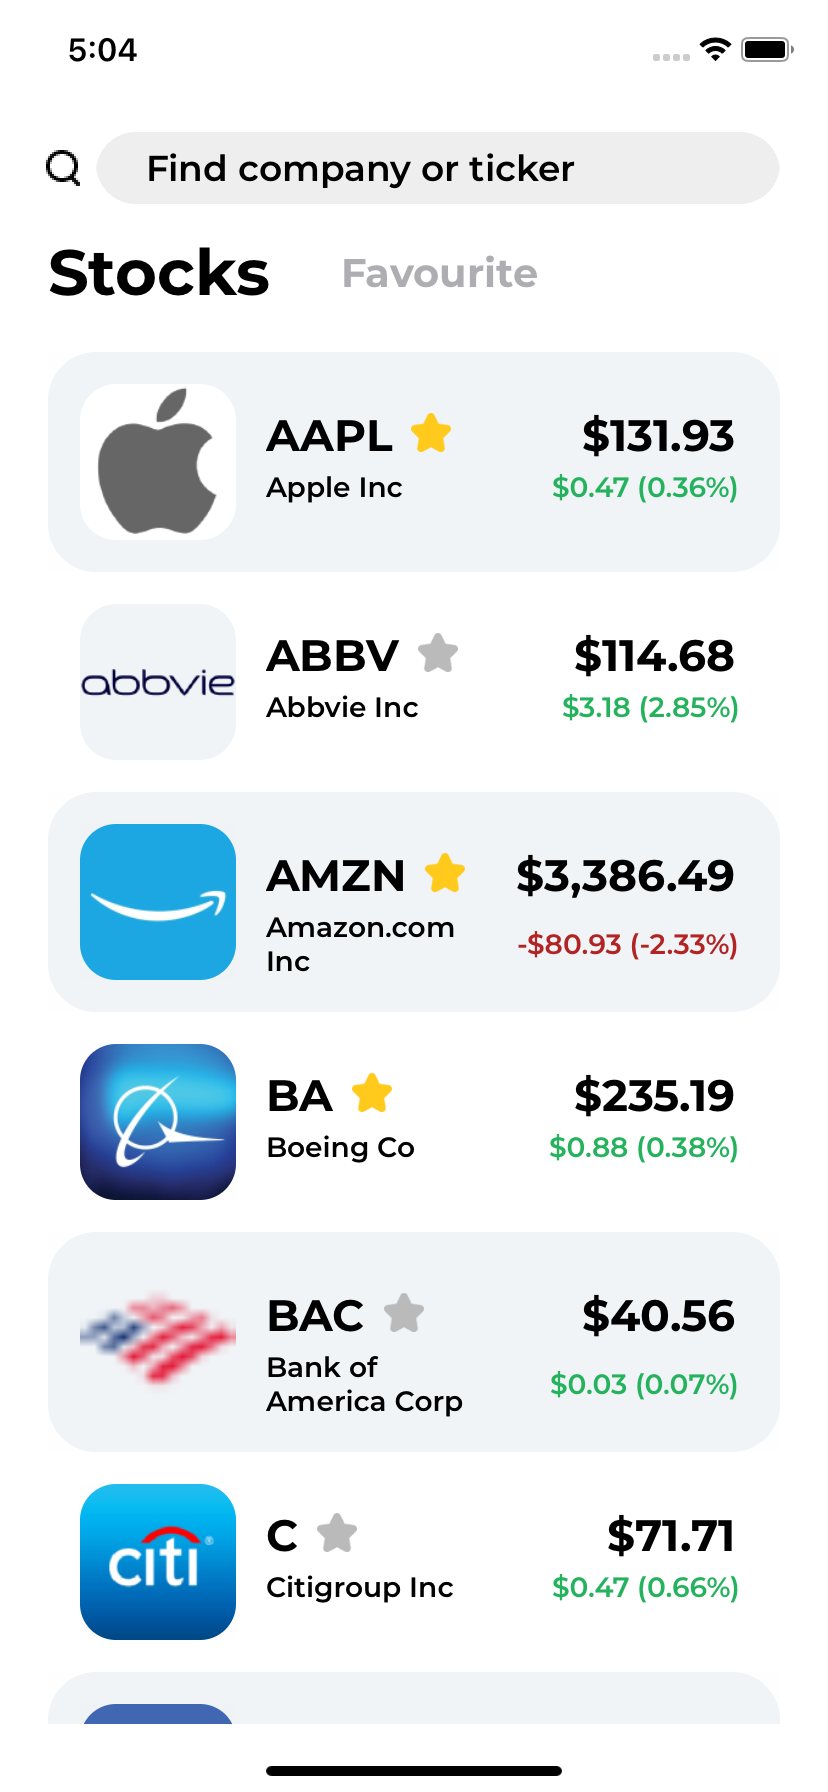 5:04
Find company or ticker
Stocks Favourite
AAPL $131.93
Apple Inc $0.47 (0.36%)
abbvie
ABBV $114.68
Abbvie Inc $3.18 (2.85%)
AMZN $3,386.49
Amazon.com
Inc
-$80.93 (-2.33%)
BA $235.19
Boeing Co $0.88 (0.38%)
BAC $40.56
Bank of
America Corp
$0.03 (0.07%)
citi®
C $71.71
Citigroup Inc $0.47 (0.66%)